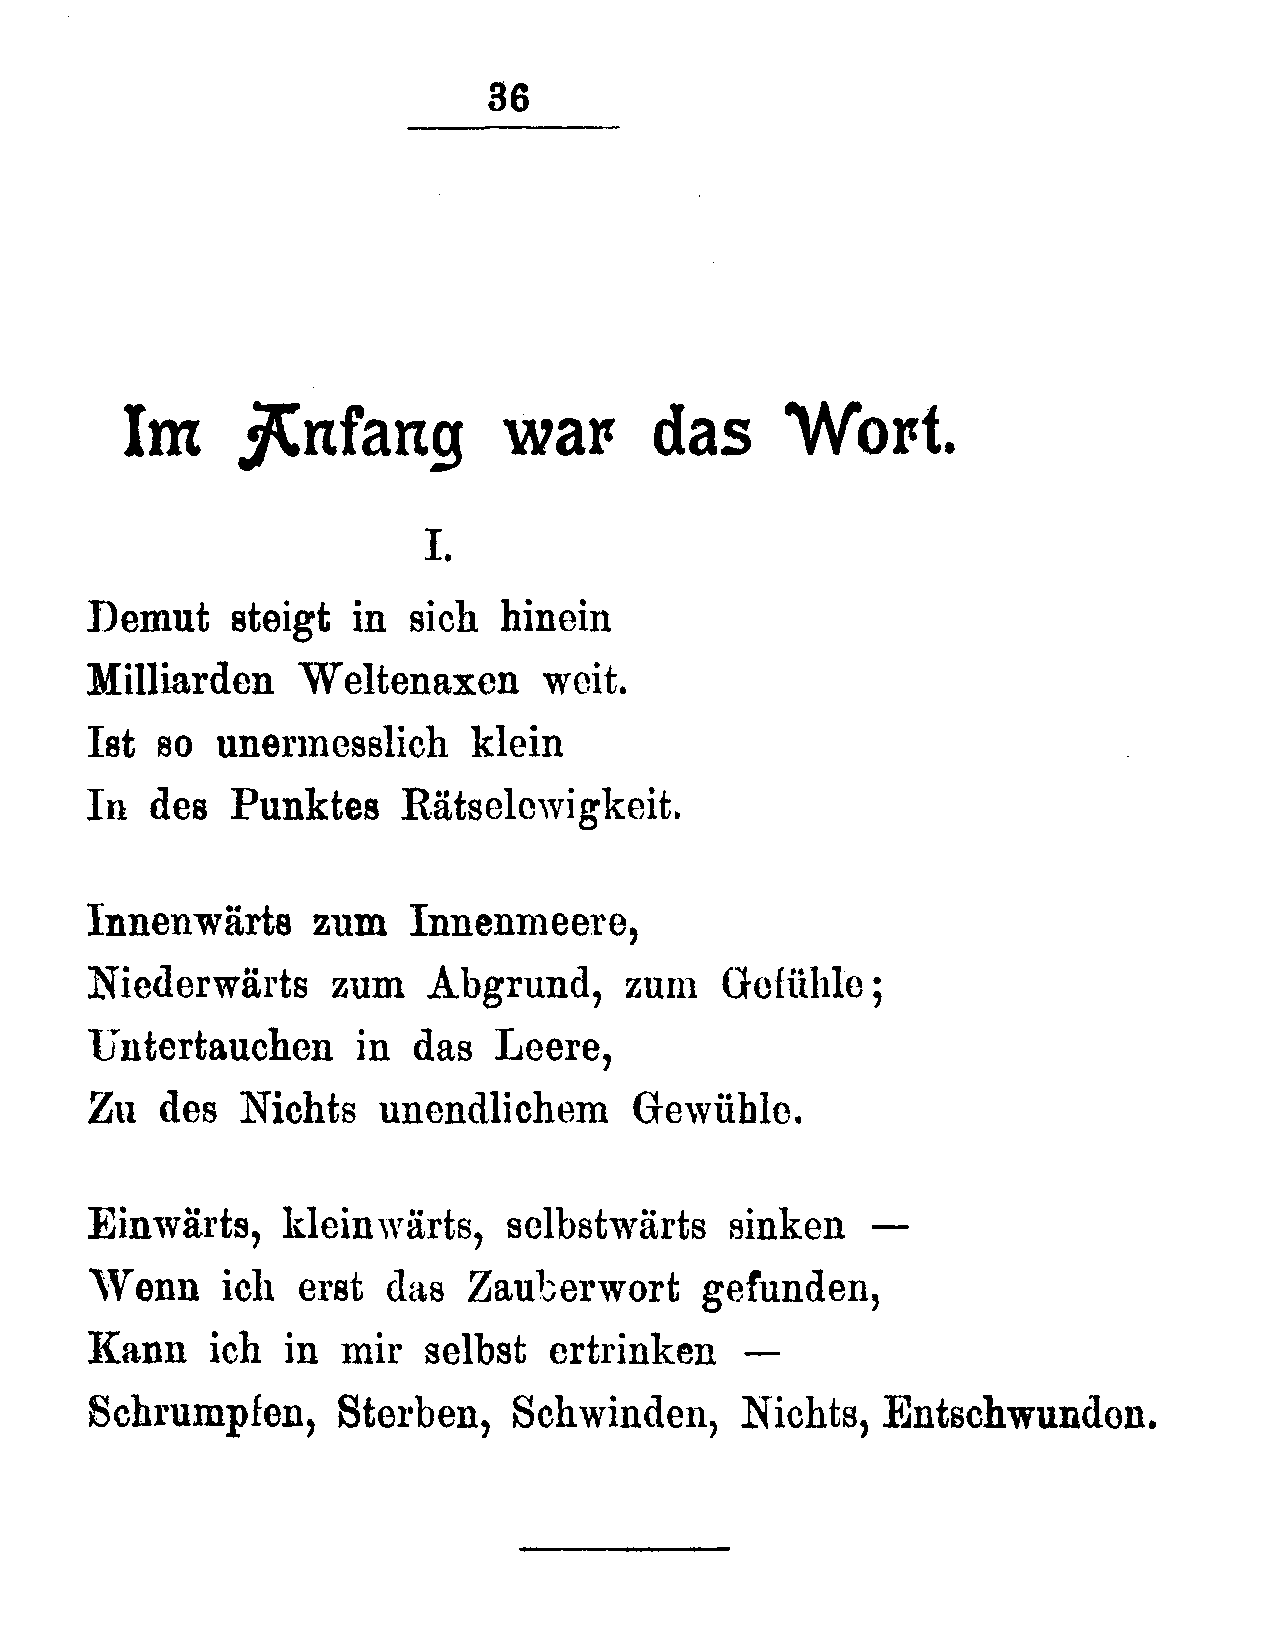 36
Im Anfang war das Wort.
I.
Demut steigt in sich hinein
Milliarden Weltenaxen weit.
Ist so unermesslich klein
In des Punktes Rätselewigkeit.
Innenwärts zum Innenmeere,
Niederwärts zum Abgrund, zum Gefühle;
Untertauchen in das Leere,
Zu des Nichts unendlichem Gewühle.
Einwärts, kleinwärts, selbstwärts sinken —
Wenn ich erst das Zauberwort gefunden,
Kann ich in mir selbst ertrinken —
Schrumpfen, Sterben, Schwinden, Nichts, Entschwunden.